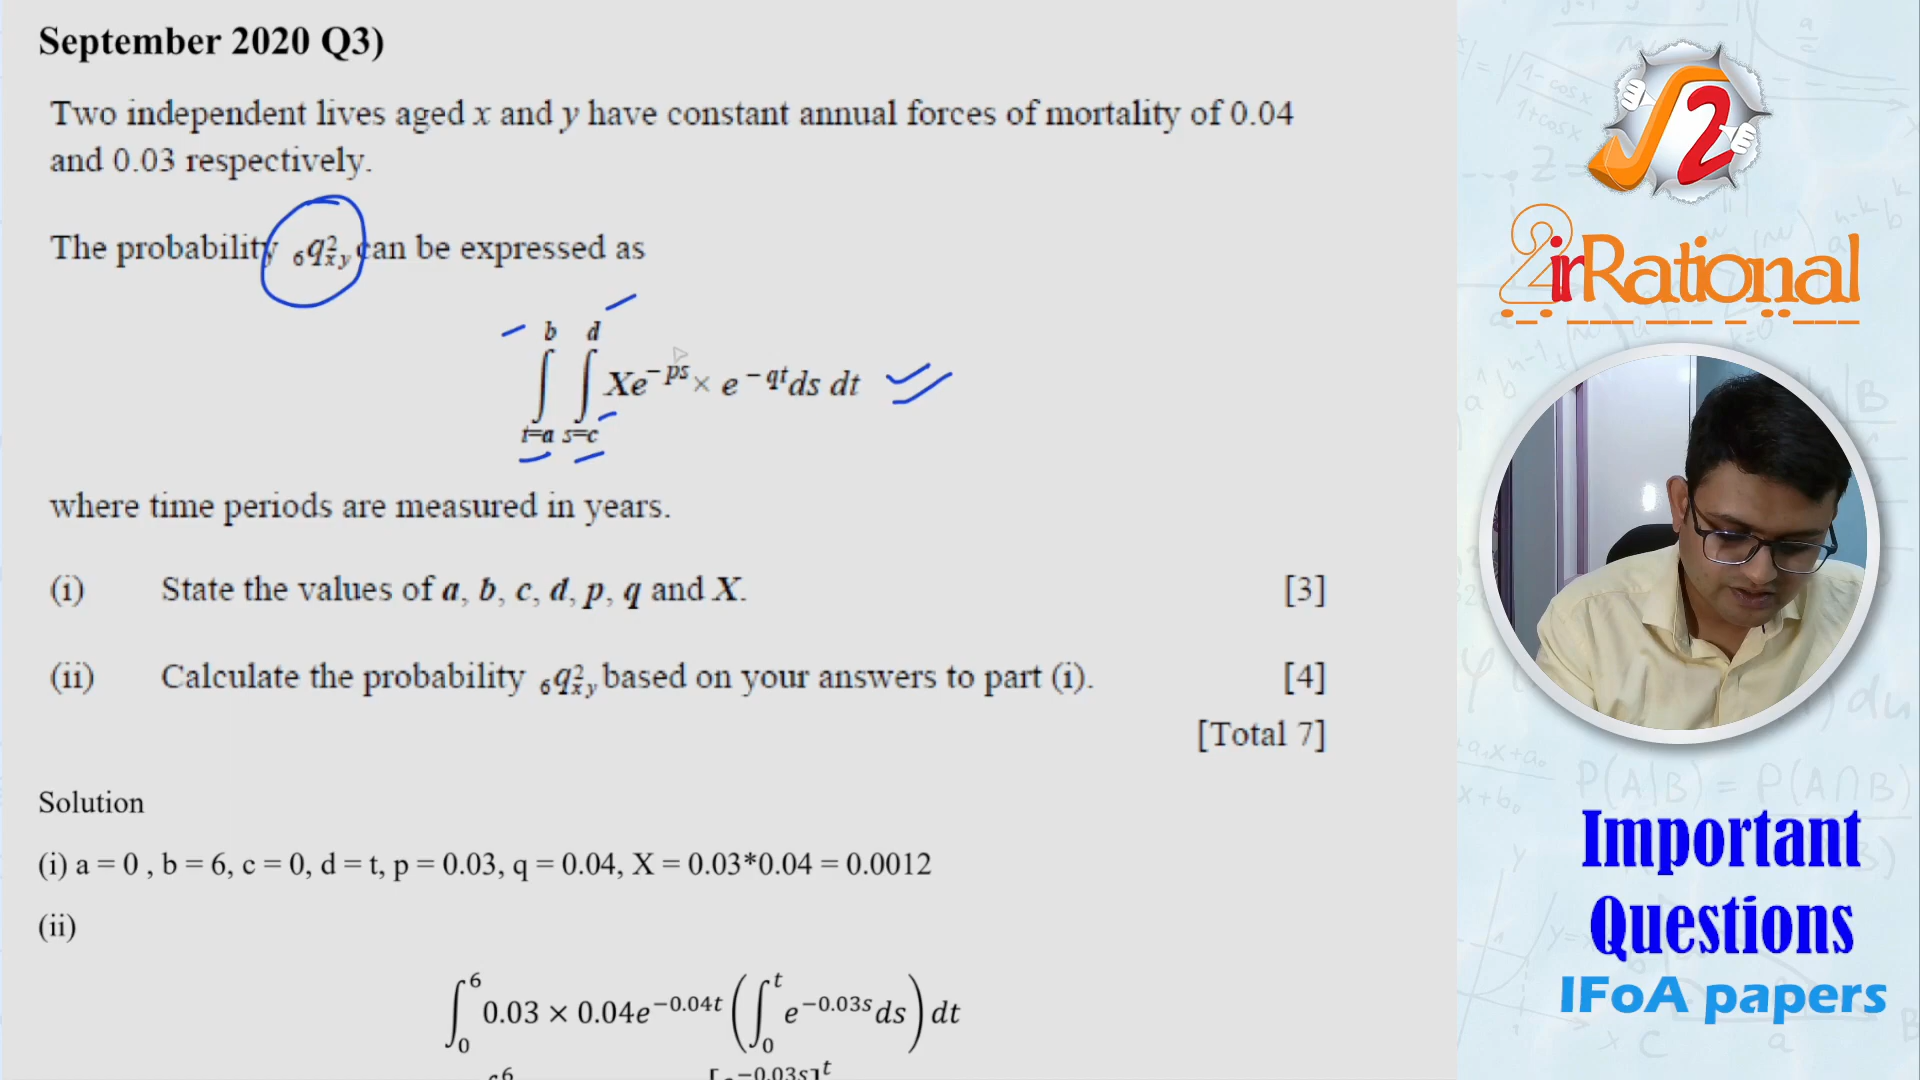 September 2020 Q3)
Two independent lives aged x and y have constant annual forces of mortality of 0.04
and 0.03 respectively.
The probability ₆q²ₓᵧ can be expressed as
b d
∫ ∫ Xe^{-ps} × e^{-qt} ds dt
t=a s=c
where time periods are measured in years.
(i) State the values of a, b, c, d, p, q and X. [3]
(ii) Calculate the probability ₆q²ₓᵧ based on your answers to part (i). [4]
[Total 7]
Solution
(i) a = 0 , b = 6, c = 0, d = t, p = 0.03, q = 0.04, X = 0.03*0.04 = 0.0012
(ii)
∫₀⁶ 0.03 × 0.04e^{-0.04t} (∫₀ᵗ e^{-0.03s} ds) dt
2irRational
Important
Questions
IFoA papers